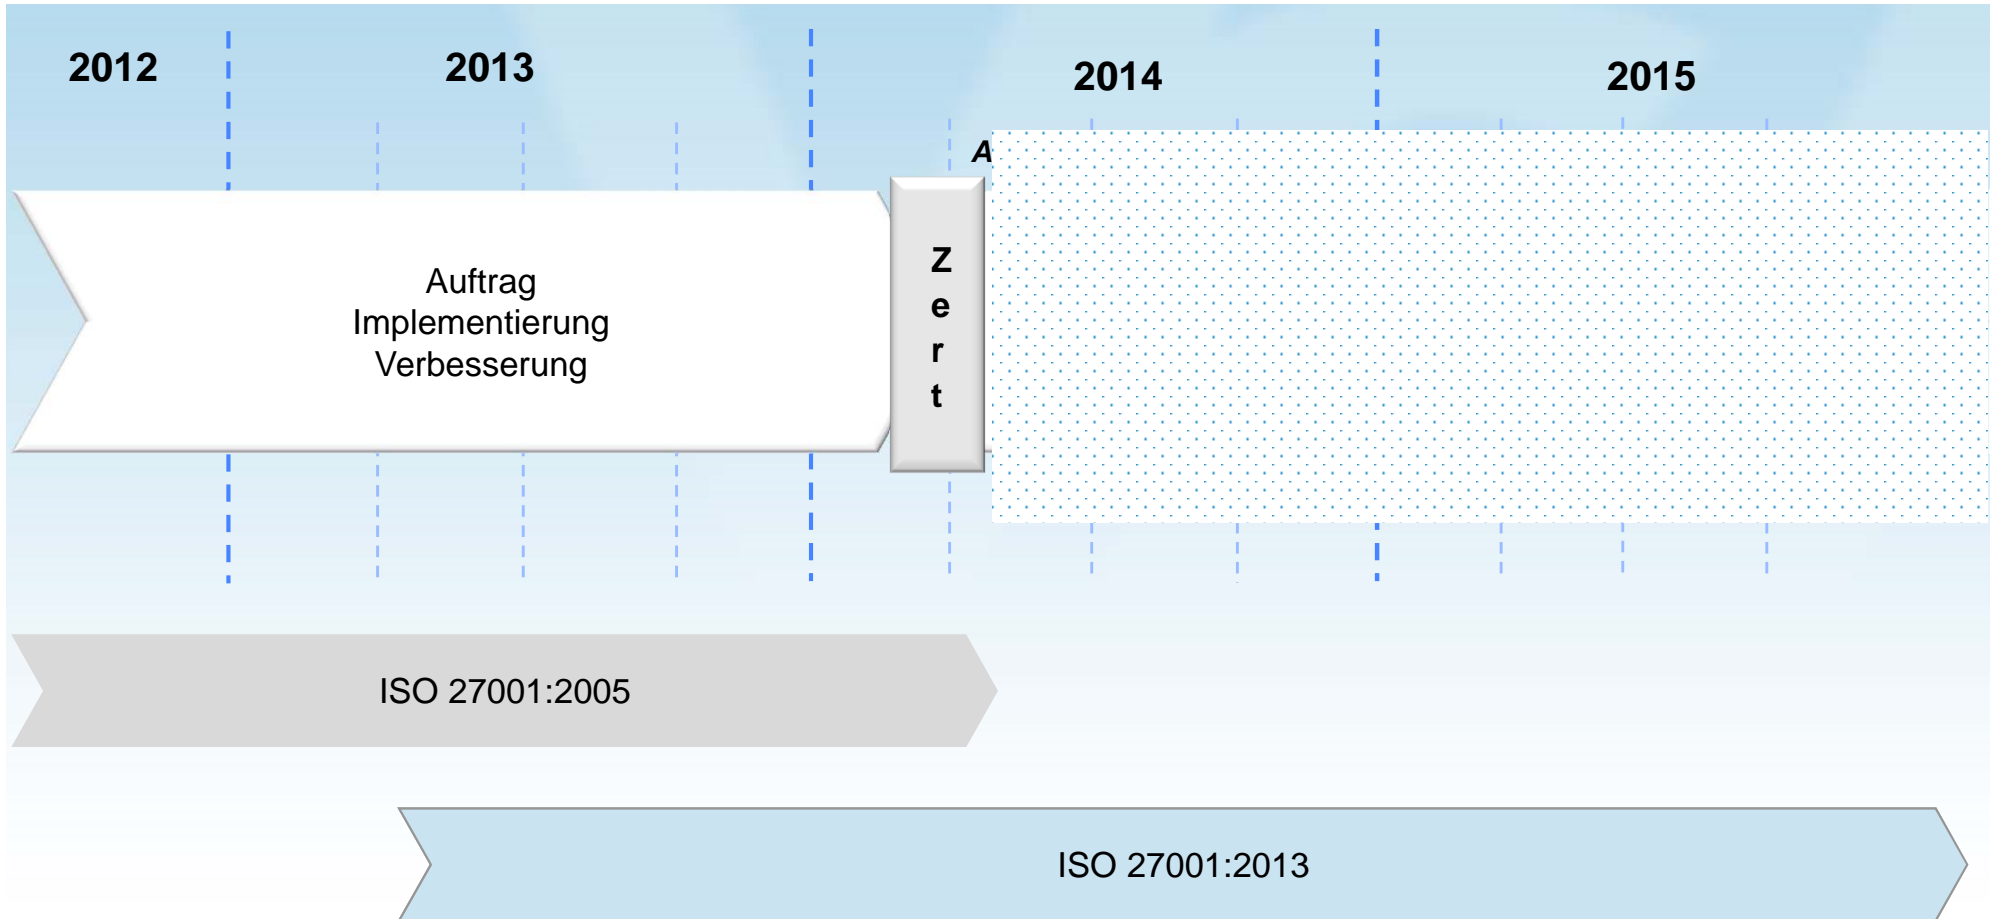 2012
2013
2014
2015
A
Auftrag
Implementierung
Verbesserung
Z
e
r
t
ISO 27001:2005
ISO 27001:2013